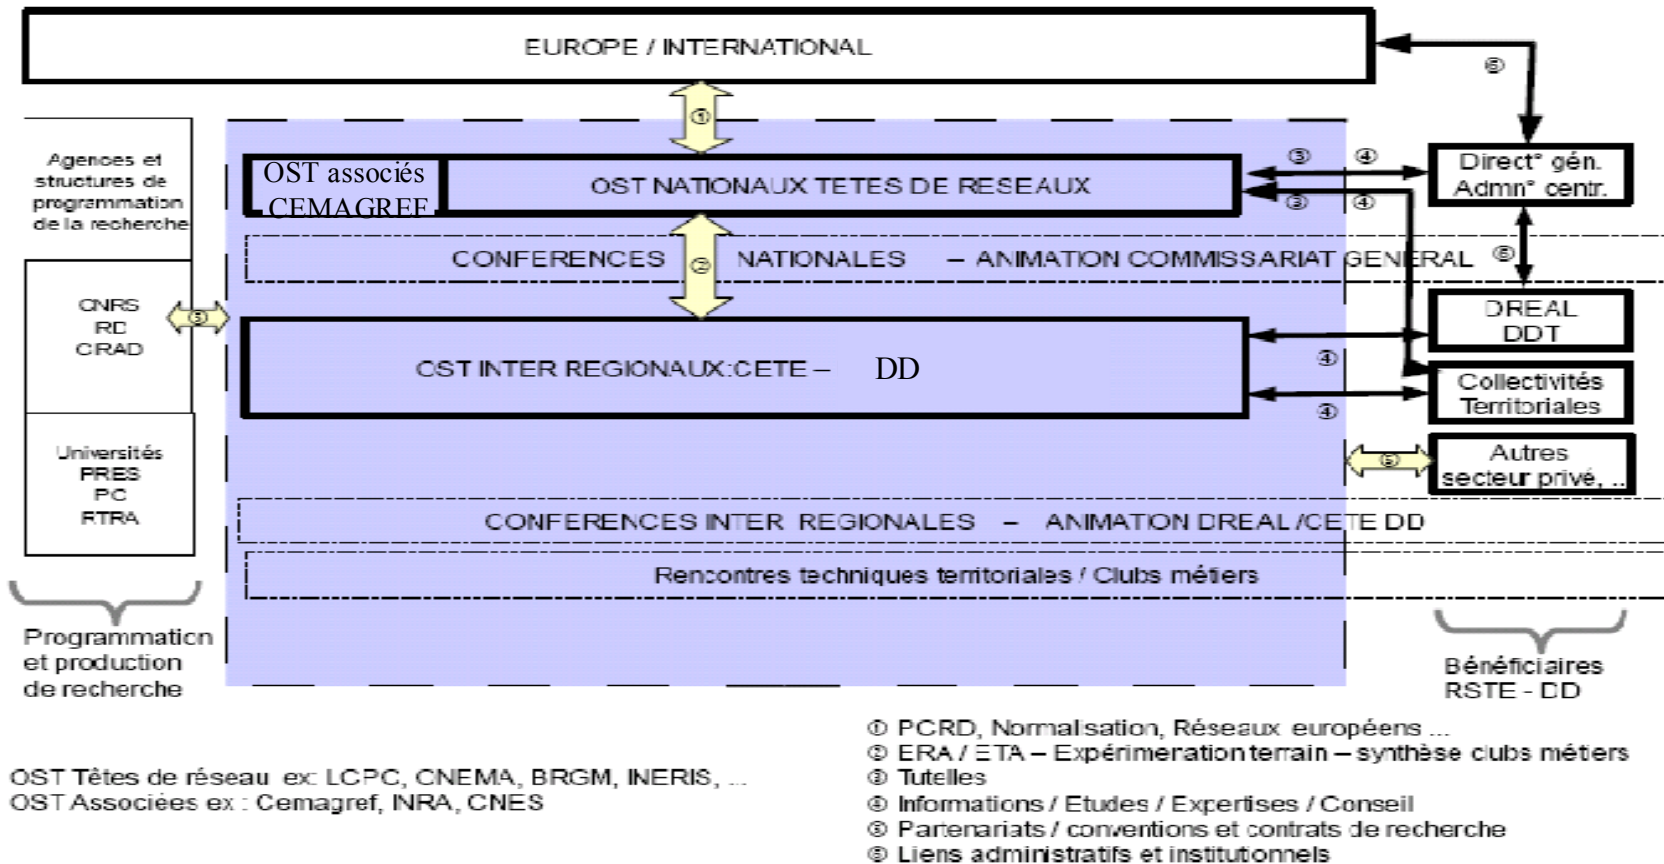 EUROPE / INTERNATIONAL
⑥
①
Agences et
structures de
programmation
de la recherche
OST associés
CEMAGREF
OST NATIONAUX TETES DE RESEAUX
③ ④
③ ④
Direct° gén.
Admn° centr.
CONFERENCES NATIONALES – ANIMATION COMMISSARIAT GENERAL
②
⑥
CNRS
RD
CIRAD
⑤
OST INTER REGIONAUX:CETE – DD
④
④
DREAL
DDT
Collectivités
Territoriales
Universités
PRES
PC
RTRA
⑤
Autres
secteur privé, ..
CONFERENCES INTER REGIONALES – ANIMATION DREAL /CETE DD
Rencontres techniques territoriales / Clubs métiers
Programmation
et production
de recherche
Bénéficiaires
RSTE - DD
OST Têtes de réseau ex: LCPC, CNEMA, BRGM, INERIS, ...
OST Associées ex : Cemagref, INRA, CNES
① PCRD, Normalisation, Réseaux européens ...
② ERA / ETA – Expérimeration terrain – synthèse clubs métiers
③ Tutelles
④ Informations / Etudes / Expertises / Conseil
⑤ Partenariats / conventions et contrats de recherche
⑥ Liens administratifs et institutionnels